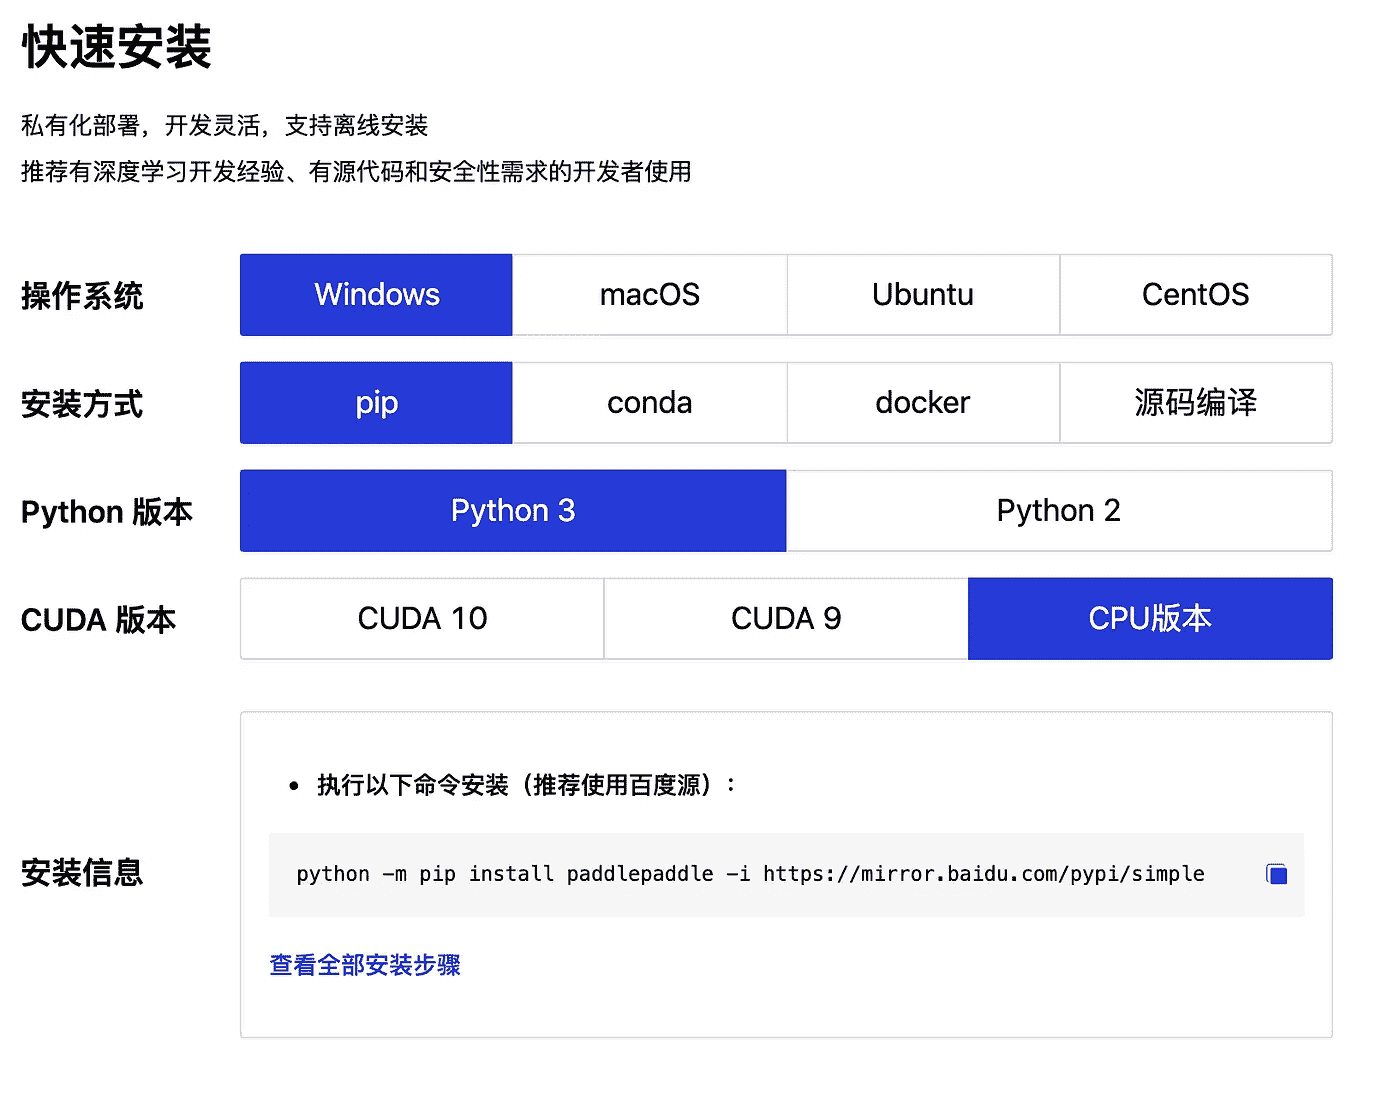 快速安装
私有化部署，开发灵活，支持离线安装
推荐有深度学习开发经验、有源代码和安全性需求的开发者使用
操作系统 Windows macOS Ubuntu CentOS
安装方式 pip conda docker 源码编译
Python 版本 Python 3 Python 2
CUDA 版本 CUDA 10 CUDA 9 CPU版本
• 执行以下命令安装（推荐使用百度源）：
安装信息 python -m pip install paddlepaddle -i https://mirror.baidu.com/pypi/simple
查看全部安装步骤